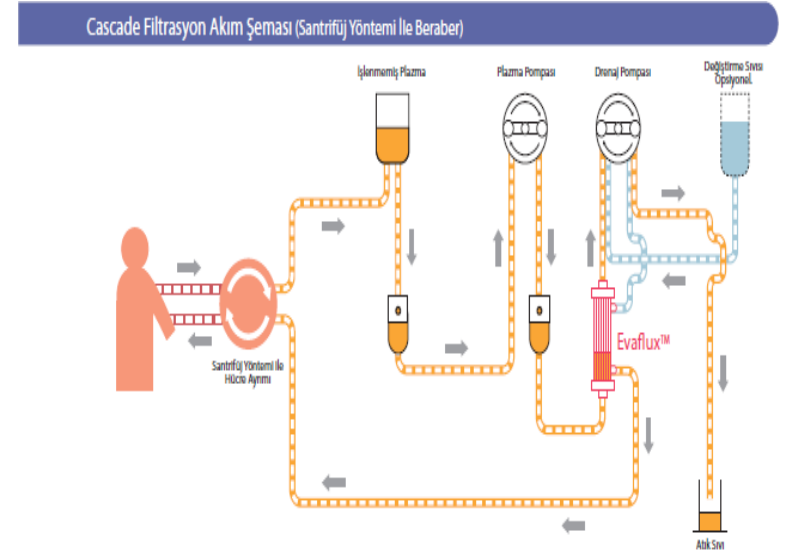 Cascade Filtrasyon Akım Şeması (Santrifüj Yöntemi İle Beraber)
İşlenmemiş Plazma
Plazma Pompası
Drenaj Pompası
Değiştirme Sıvısı
Opsiyonel
Evaflux™
Santrifüj Yöntemi ile
Hücre Ayrımı
Atık Sıvı